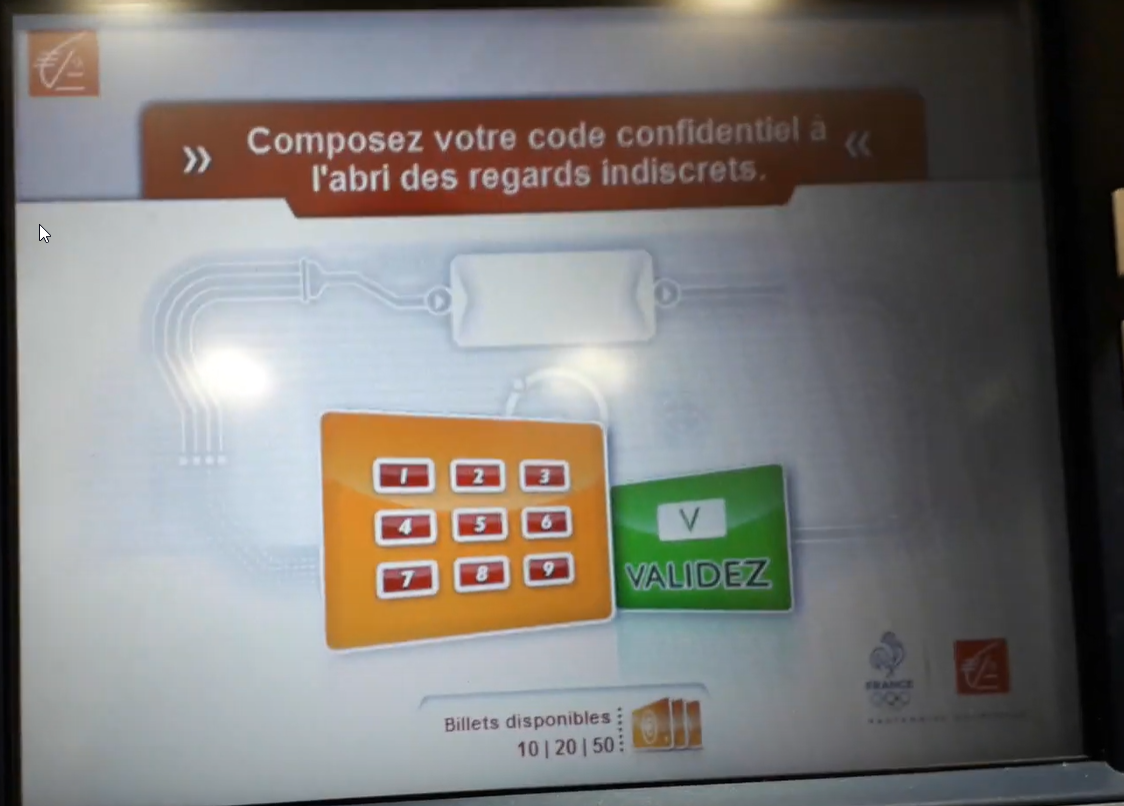 Composez votre code confidentiel à
l'abri des regards indiscrets.
1 2 3
4 5 6
7 8 9
V
VALIDEZ
FRANCE
Billets disponibles
10 | 20 | 50